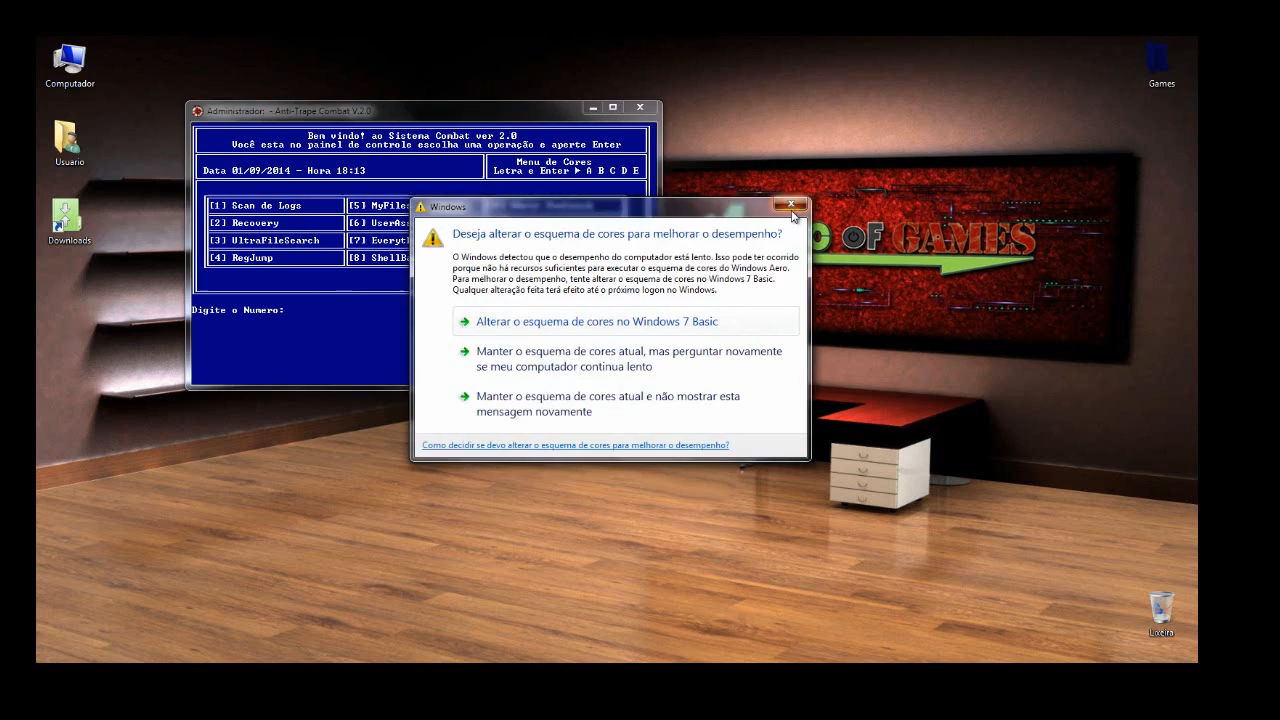 Computador
Games
Usuario
Downloads
Lixeira
Administrador: - Anti-Trape Combat V.2.0
Bem vindo! ao Sistema Combat ver 2.0
Você esta no painel de controle escolha uma operação e aperte Enter
Data 01/09/2014 - Hora 18:13
Menu de Cores
Letra e Enter ► A B C D E
[1] Scan de Logs
[5] MyFile
[2] Recovery
[6] UserAs
[3] UltraFileSearch
[7] Everyt
[4] RegJump
[8] ShellBa
Digite o Numero:
Windows
Deseja alterar o esquema de cores para melhorar o desempenho?
O Windows detectou que o desempenho do computador está lento. Isso pode ter ocorrido
porque não há recursos suficientes para executar o esquema de cores do Windows Aero.
Para melhorar o desempenho, tente alterar o esquema de cores no Windows 7 Basic.
Qualquer alteração feita terá efeito até o próximo logon no Windows.
Alterar o esquema de cores no Windows 7 Basic
Manter o esquema de cores atual, mas perguntar novamente
se meu computador continua lento
Manter o esquema de cores atual e não mostrar esta
mensagem novamente
Como decidir se devo alterar o esquema de cores para melhorar o desempenho?
C OF GAMES